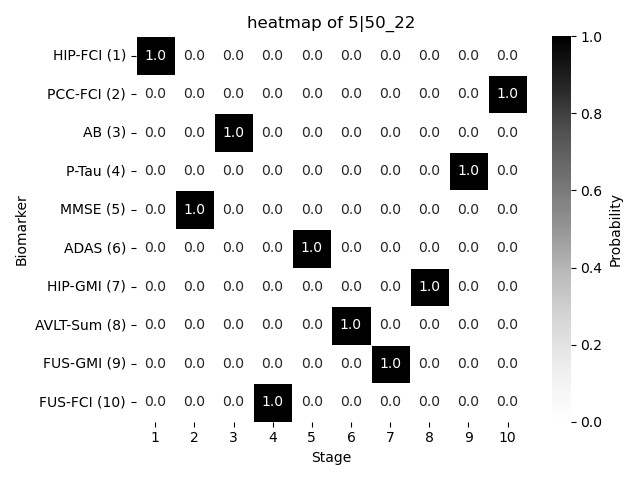 heatmap of 5|50_22
HIP-FCI (1) 1.0 0.0 0.0 0.0 0.0 0.0 0.0 0.0 0.0 0.0
PCC-FCI (2) 0.0 0.0 0.0 0.0 0.0 0.0 0.0 0.0 0.0 1.0
AB (3) 0.0 0.0 1.0 0.0 0.0 0.0 0.0 0.0 0.0 0.0
P-Tau (4) 0.0 0.0 0.0 0.0 0.0 0.0 0.0 0.0 1.0 0.0
MMSE (5) 0.0 1.0 0.0 0.0 0.0 0.0 0.0 0.0 0.0 0.0
ADAS (6) 0.0 0.0 0.0 0.0 1.0 0.0 0.0 0.0 0.0 0.0
HIP-GMI (7) 0.0 0.0 0.0 0.0 0.0 0.0 0.0 1.0 0.0 0.0
AVLT-Sum (8) 0.0 0.0 0.0 0.0 0.0 1.0 0.0 0.0 0.0 0.0
FUS-GMI (9) 0.0 0.0 0.0 0.0 0.0 0.0 1.0 0.0 0.0 0.0
FUS-FCI (10) 0.0 0.0 0.0 1.0 0.0 0.0 0.0 0.0 0.0 0.0
1 2 3 4 5 6 7 8 9 10
Stage
Biomarker
1.0
0.8
0.6
0.4
0.2
0.0
Probability